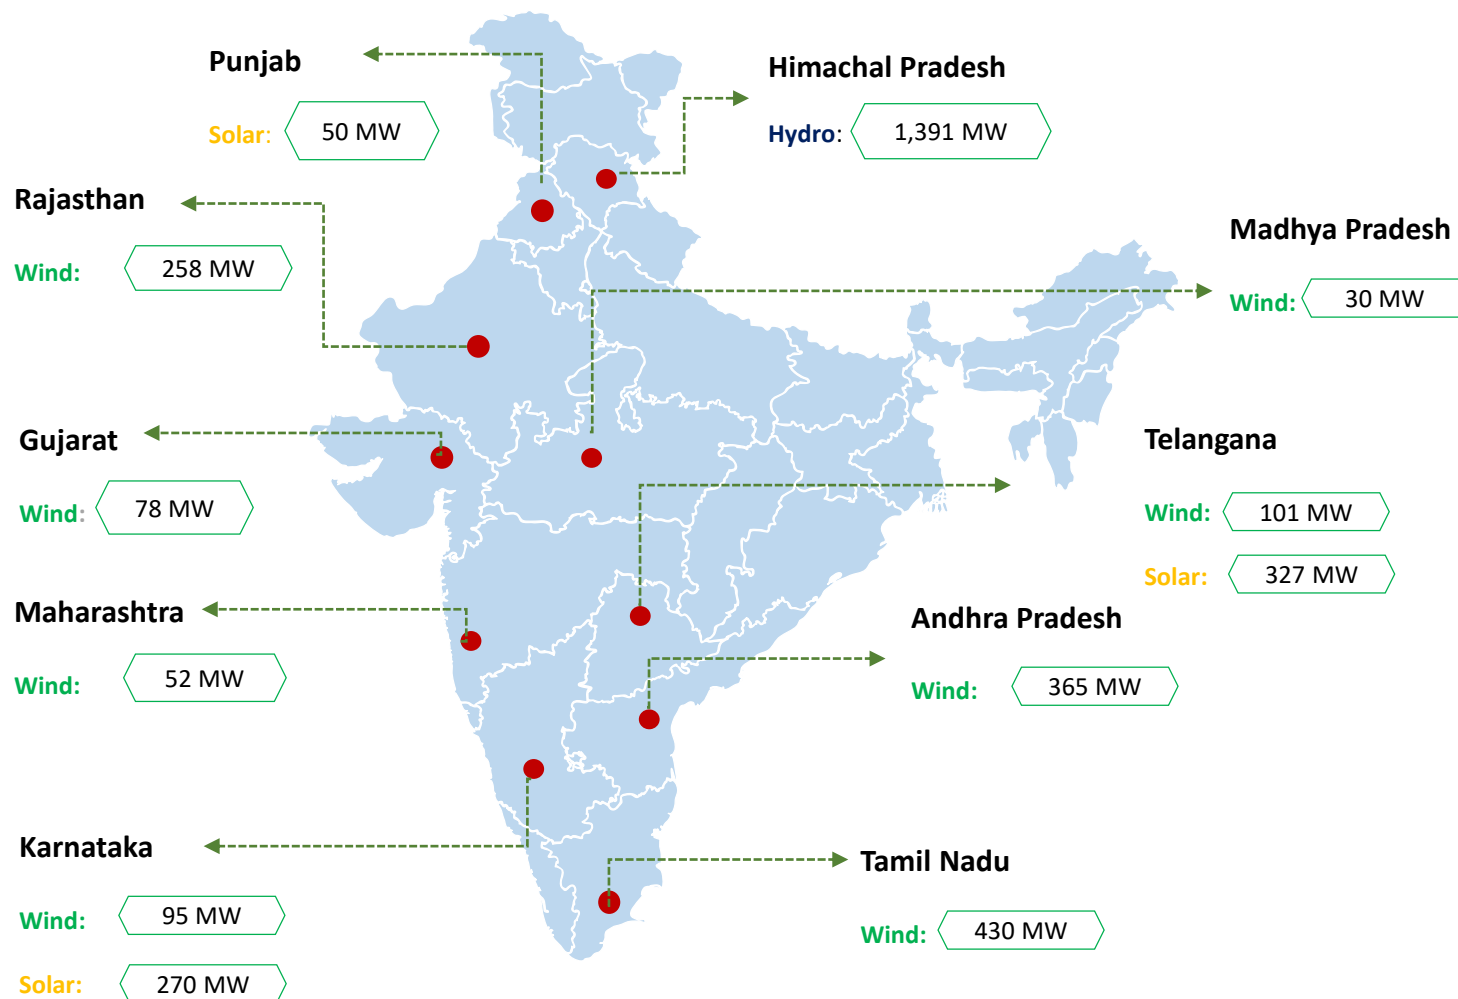 Punjab
Solar: 50 MW
Himachal Pradesh
Hydro: 1,391 MW
Rajasthan
Wind: 258 MW
Madhya Pradesh
Wind: 30 MW
Gujarat
Wind: 78 MW
Telangana
Wind: 101 MW
Solar: 327 MW
Maharashtra
Wind: 52 MW
Andhra Pradesh
Wind: 365 MW
Karnataka
Wind: 95 MW
Solar: 270 MW
Tamil Nadu
Wind: 430 MW